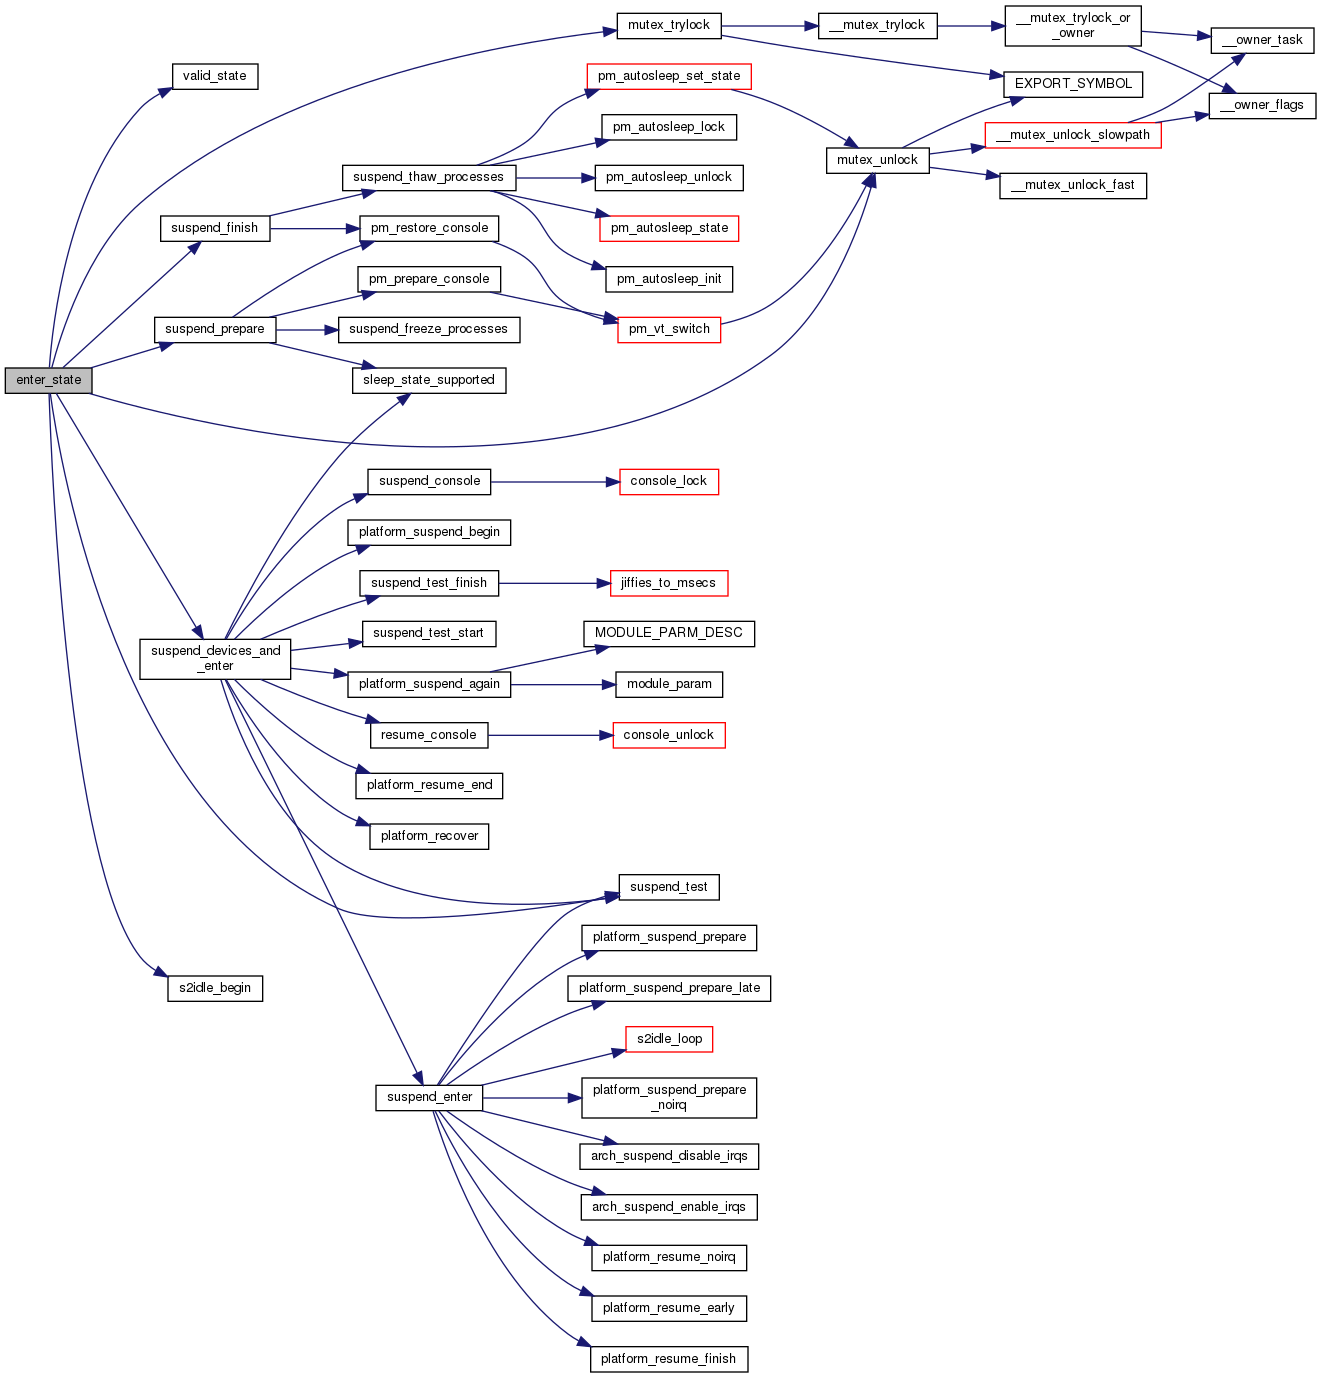 mutex_trylock
__mutex_trylock
__mutex_trylock_or
_owner
__owner_task
valid_state
pm_autosleep_set_state
EXPORT_SYMBOL
__owner_flags
pm_autosleep_lock
__mutex_unlock_slowpath
mutex_unlock
suspend_thaw_processes
pm_autosleep_unlock
__mutex_unlock_fast
suspend_finish
pm_restore_console
pm_autosleep_state
pm_prepare_console
pm_autosleep_init
suspend_prepare
suspend_freeze_processes
pm_vt_switch
enter_state
sleep_state_supported
suspend_console
console_lock
platform_suspend_begin
suspend_test_finish
jiffies_to_msecs
suspend_test_start
MODULE_PARM_DESC
suspend_devices_and
_enter
platform_suspend_again
module_param
resume_console
console_unlock
platform_resume_end
platform_recover
suspend_test
platform_suspend_prepare
s2idle_begin
platform_suspend_prepare_late
s2idle_loop
suspend_enter
platform_suspend_prepare
_noirq
arch_suspend_disable_irqs
arch_suspend_enable_irqs
platform_resume_noirq
platform_resume_early
platform_resume_finish